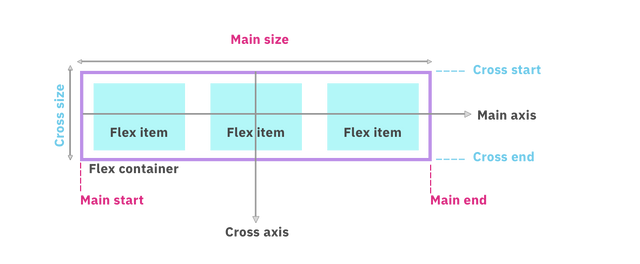 Main size
Cross start
Cross size
Main axis
Flex item
Flex item
Flex item
Cross end
Flex container
Main start
Main end
Cross axis